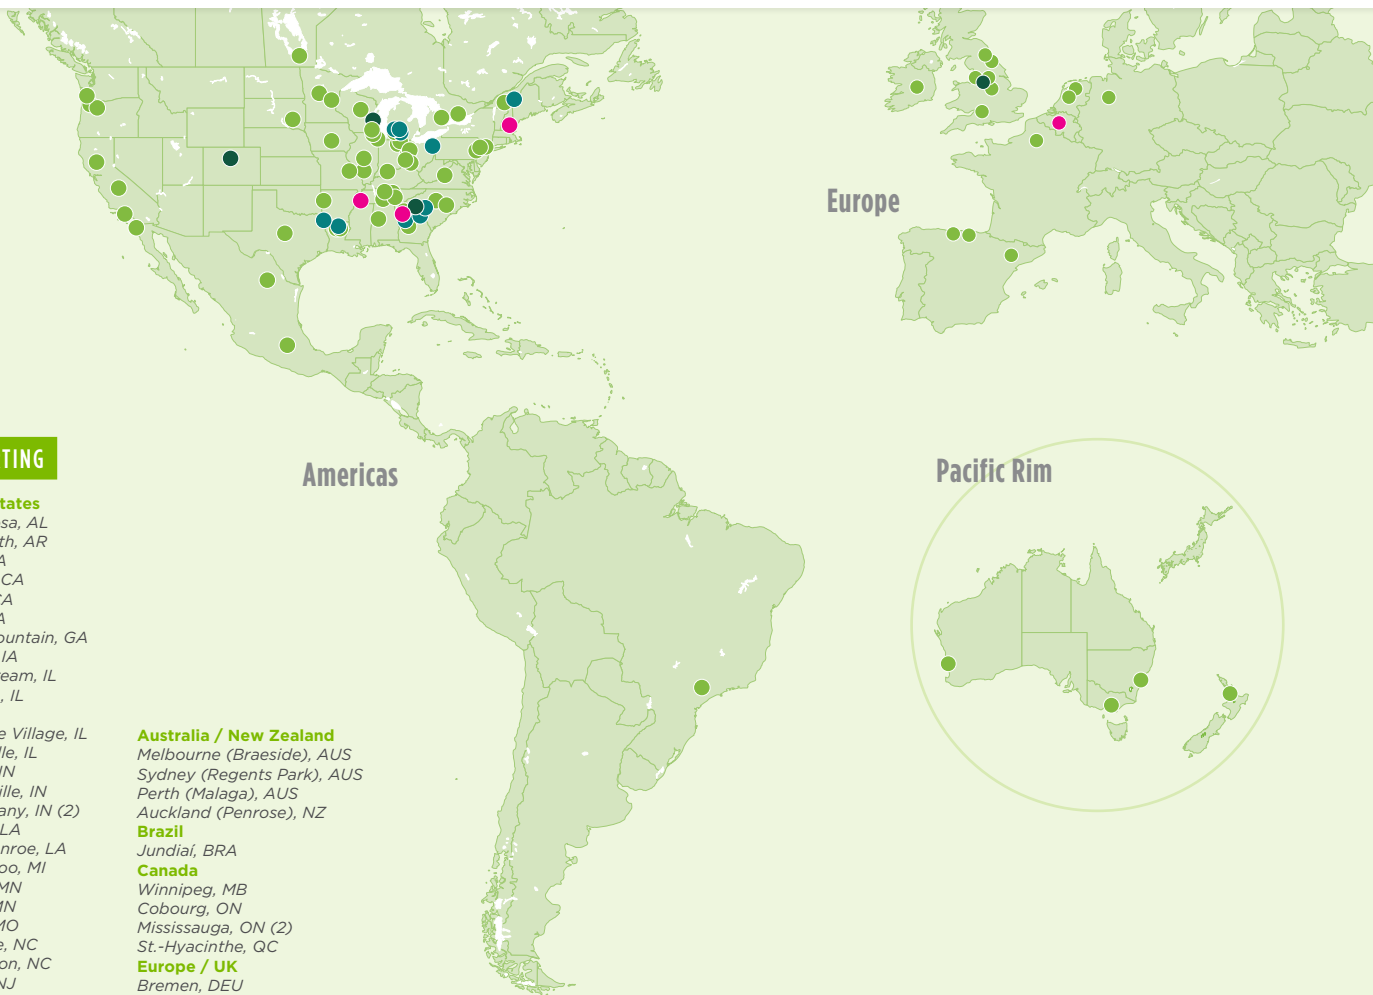 Europe
Americas
Pacific Rim
TING
tates
sa, AL
th, AR
A
CA
CA
A
ountain, GA
IA
ream, IL
, IL
e Village, IL
lle, IL
IN
ille, IN
any, IN (2)
LA
nroe, LA
oo, MI
MN
MN
MO
e, NC
on, NC
NJ
Australia / New Zealand
Melbourne (Braeside), AUS
Sydney (Regents Park), AUS
Perth (Malaga), AUS
Auckland (Penrose), NZ
Brazil
Jundiaí, BRA
Canada
Winnipeg, MB
Cobourg, ON
Mississauga, ON (2)
St.-Hyacinthe, QC
Europe / UK
Bremen, DEU